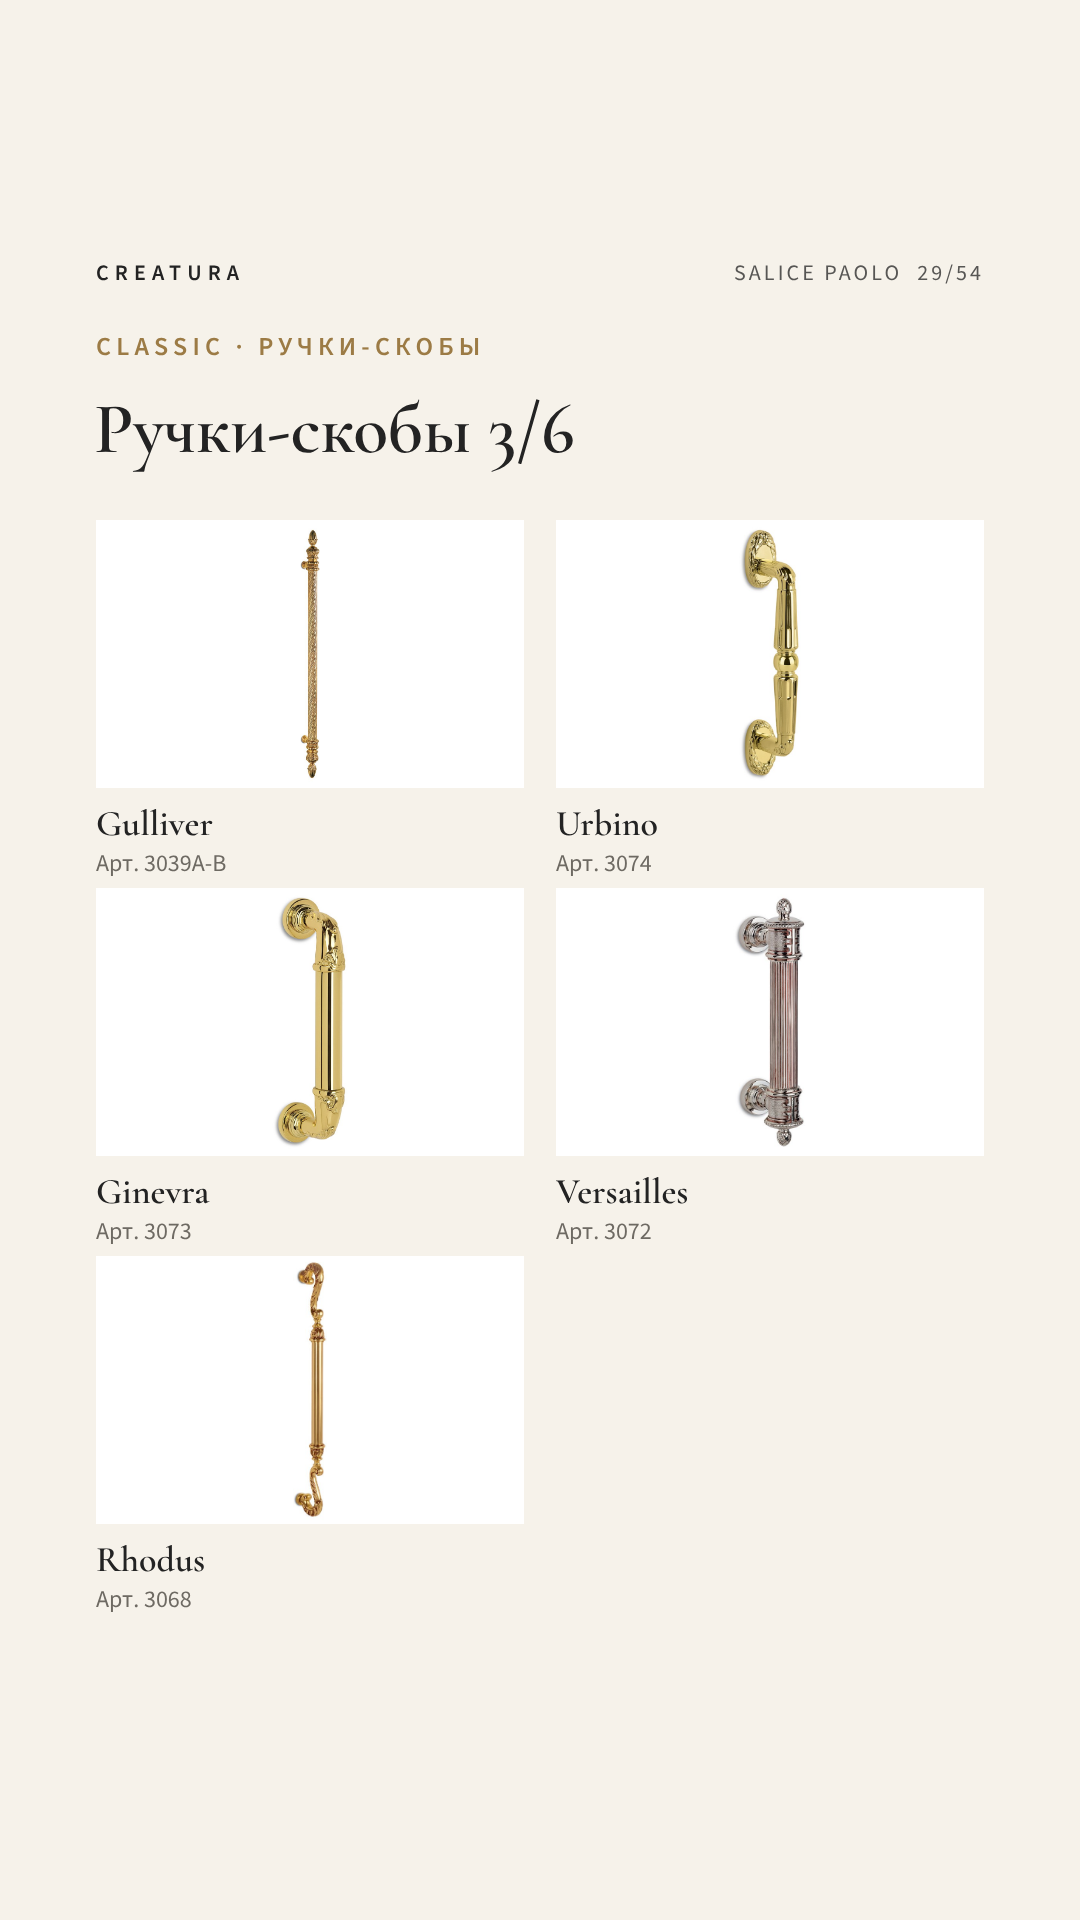 CREATURA
SALICE PAOLO 29/54
CLASSIC · РУЧКИ-СКОБЫ
Ручки-скобы 3/6
Gulliver
Арт. 3039A-B
Urbino
Арт. 3074
Ginevra
Арт. 3073
Versailles
Арт. 3072
Rhodus
Арт. 3068